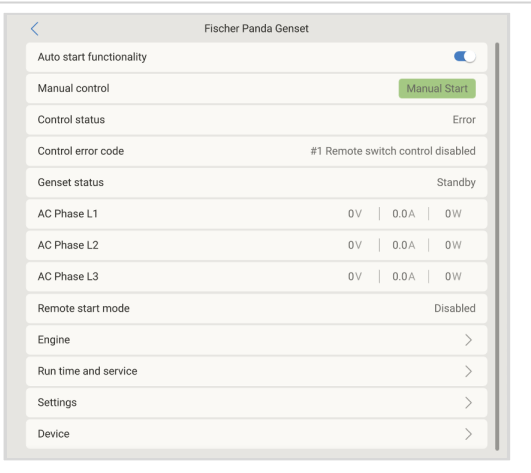 Fischer Panda Genset
Auto start functionality
Manual control Manual Start
Control status Error
Control error code #1 Remote switch control disabled
Genset status Standby
AC Phase L1 0V 0.0A 0W
AC Phase L2 0V 0.0A 0W
AC Phase L3 0V 0.0A 0W
Remote start mode Disabled
Engine
Run time and service
Settings
Device